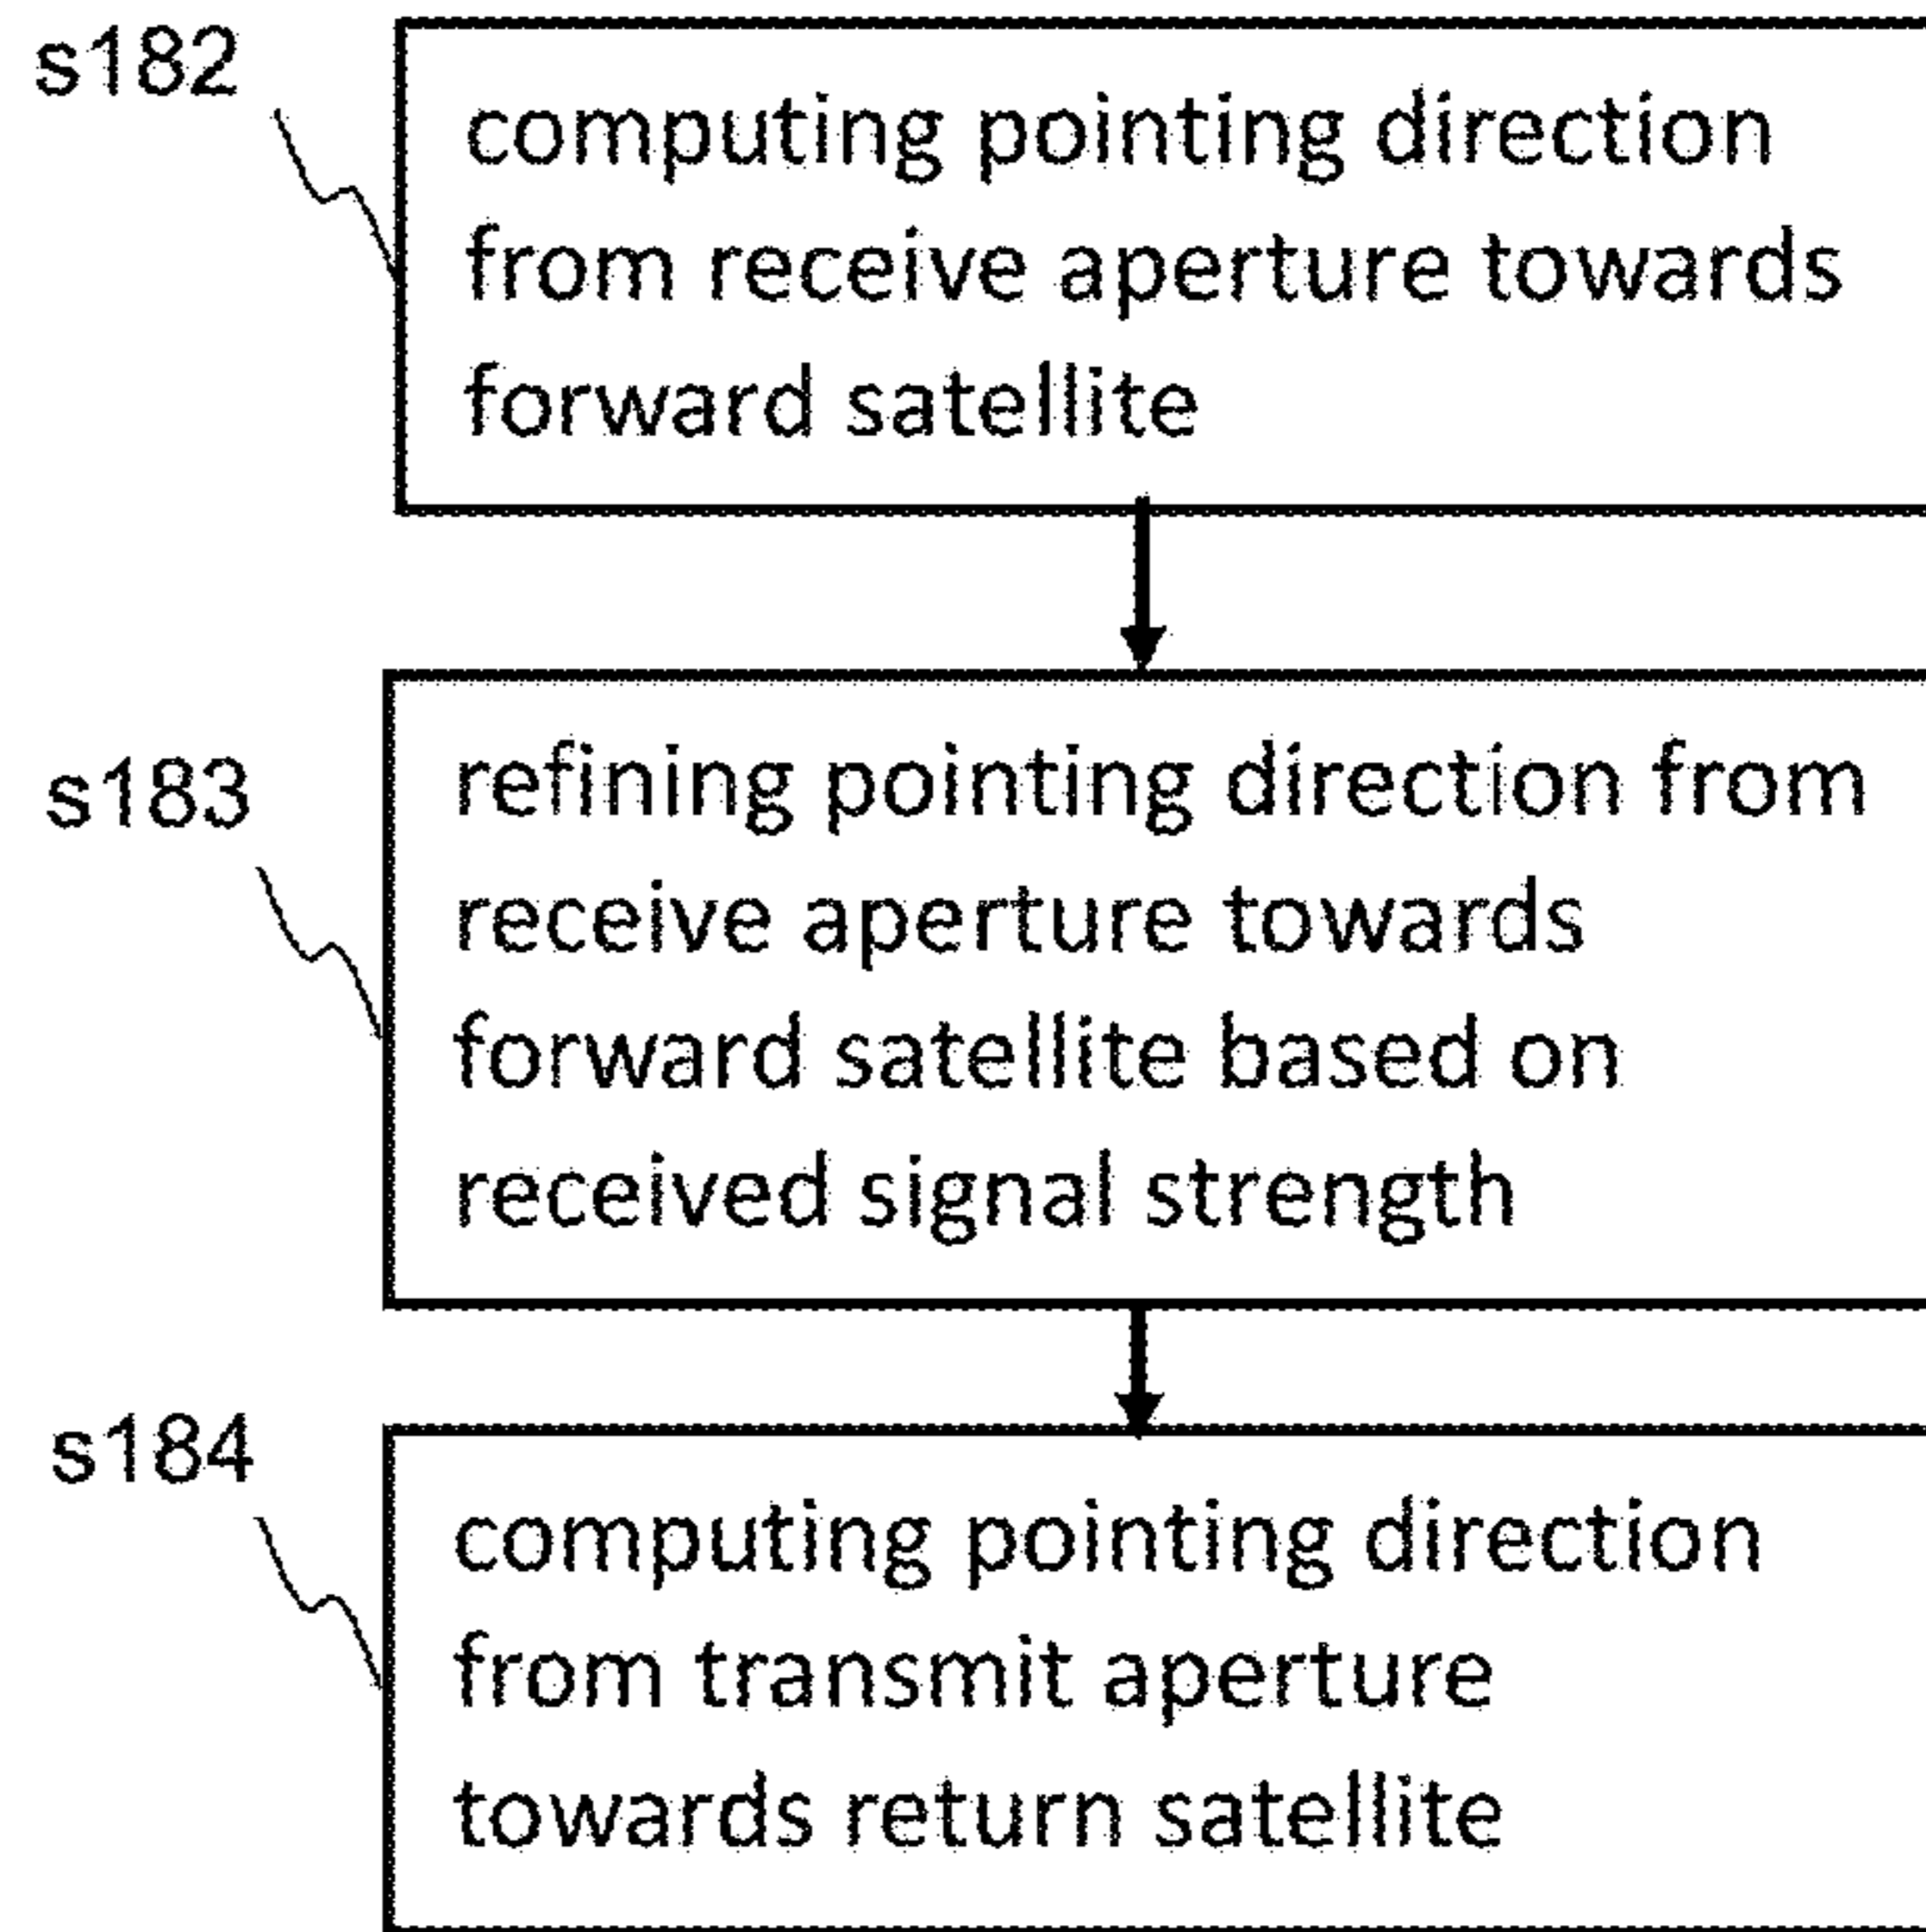 s182
computing pointing direction
from receive aperture towards
forward satellite
s183
refining pointing direction from
receive aperture towards
forward satellite based on
received signal strength
s184
computing pointing direction
from transmit aperture
towards return satellite